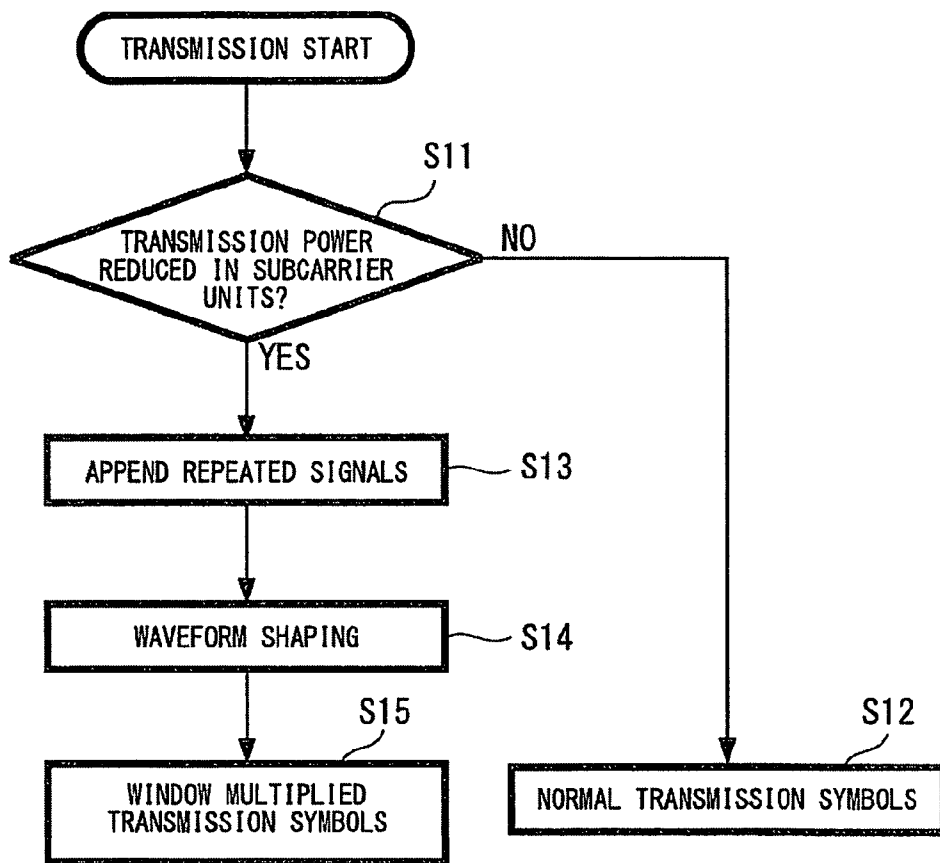 TRANSMISSION START
S11
TRANSMISSION POWER
REDUCED IN SUBCARRIER
UNITS?
NO
YES
APPEND REPEATED SIGNALS
S13
WAVEFORM SHAPING
S14
S15
WINDOW MULTIPLIED
TRANSMISSION SYMBOLS
S12
NORMAL TRANSMISSION SYMBOLS